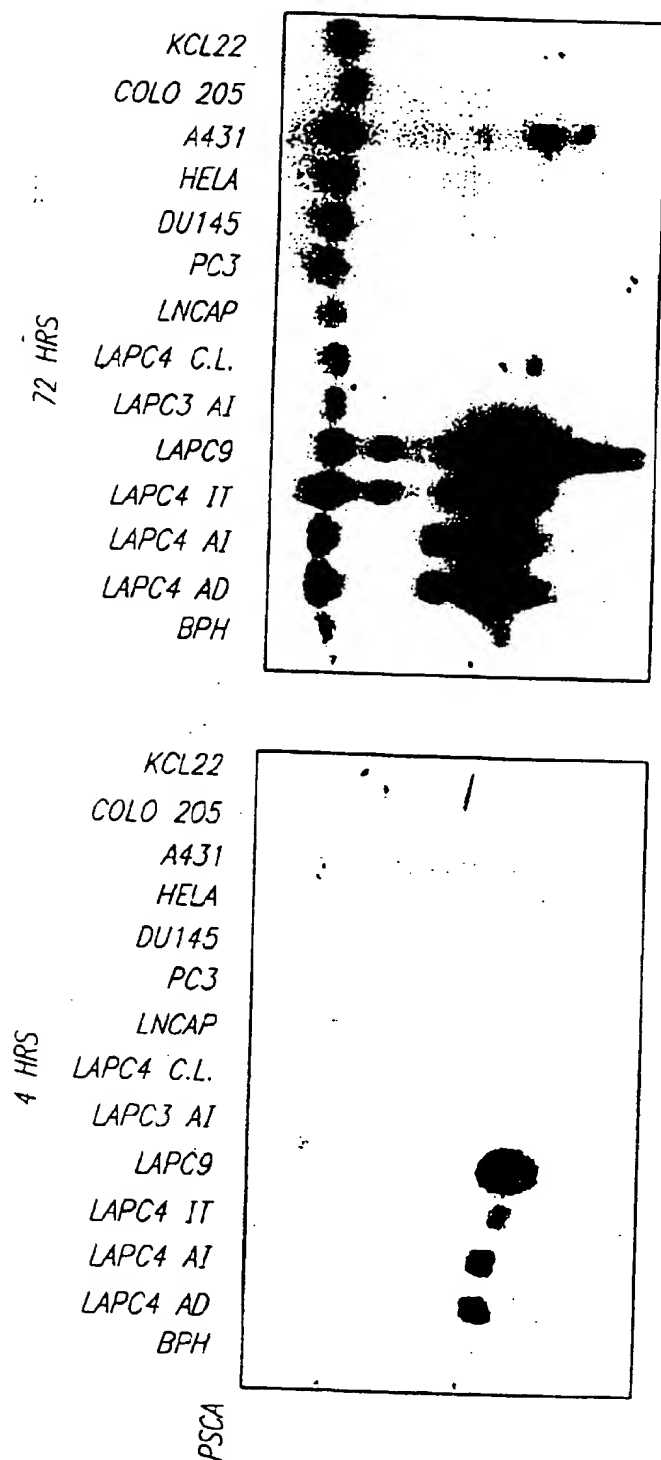 72 HRS
KCL22
COLO 205
A431
HELA
DU145
PC3
LNCAP
LAPC4 C.L.
LAPC3 AI
LAPC9
LAPC4 IT
LAPC4 AI
LAPC4 AD
BPH
4 HRS
KCL22
COLO 205
A431
HELA
DU145
PC3
LNCAP
LAPC4 C.L.
LAPC3 AI
LAPC9
LAPC4 IT
LAPC4 AI
LAPC4 AD
BPH
PSCA